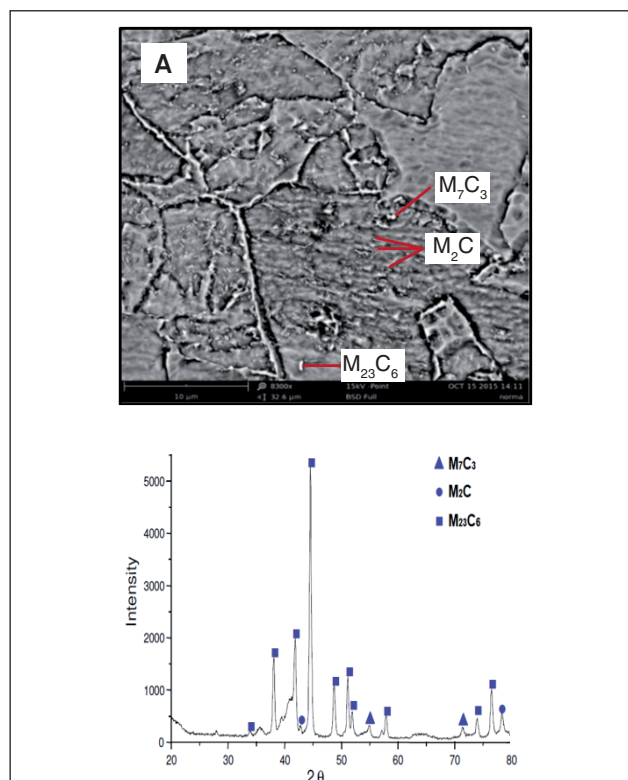 A
M₇C₃
M₂C
M₂₃C₆
8300x 15kV -Point OCT 15 2015 14:11
10 µm 32.6 µm BSD Full norma
M7C3
M2C
M23C6
5000
4000
3000
2000
1000
0
Intensity
20 30 40 50 60 70 80
2θ